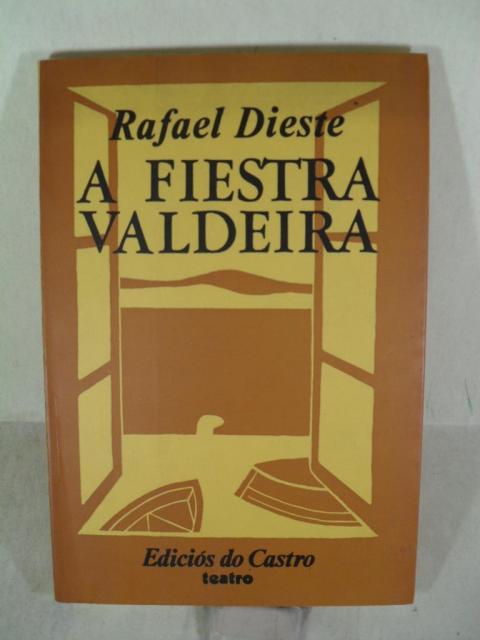 Rafael Dieste
A FIESTRA
VALDEIRA
Ediciós do Castro
teatro